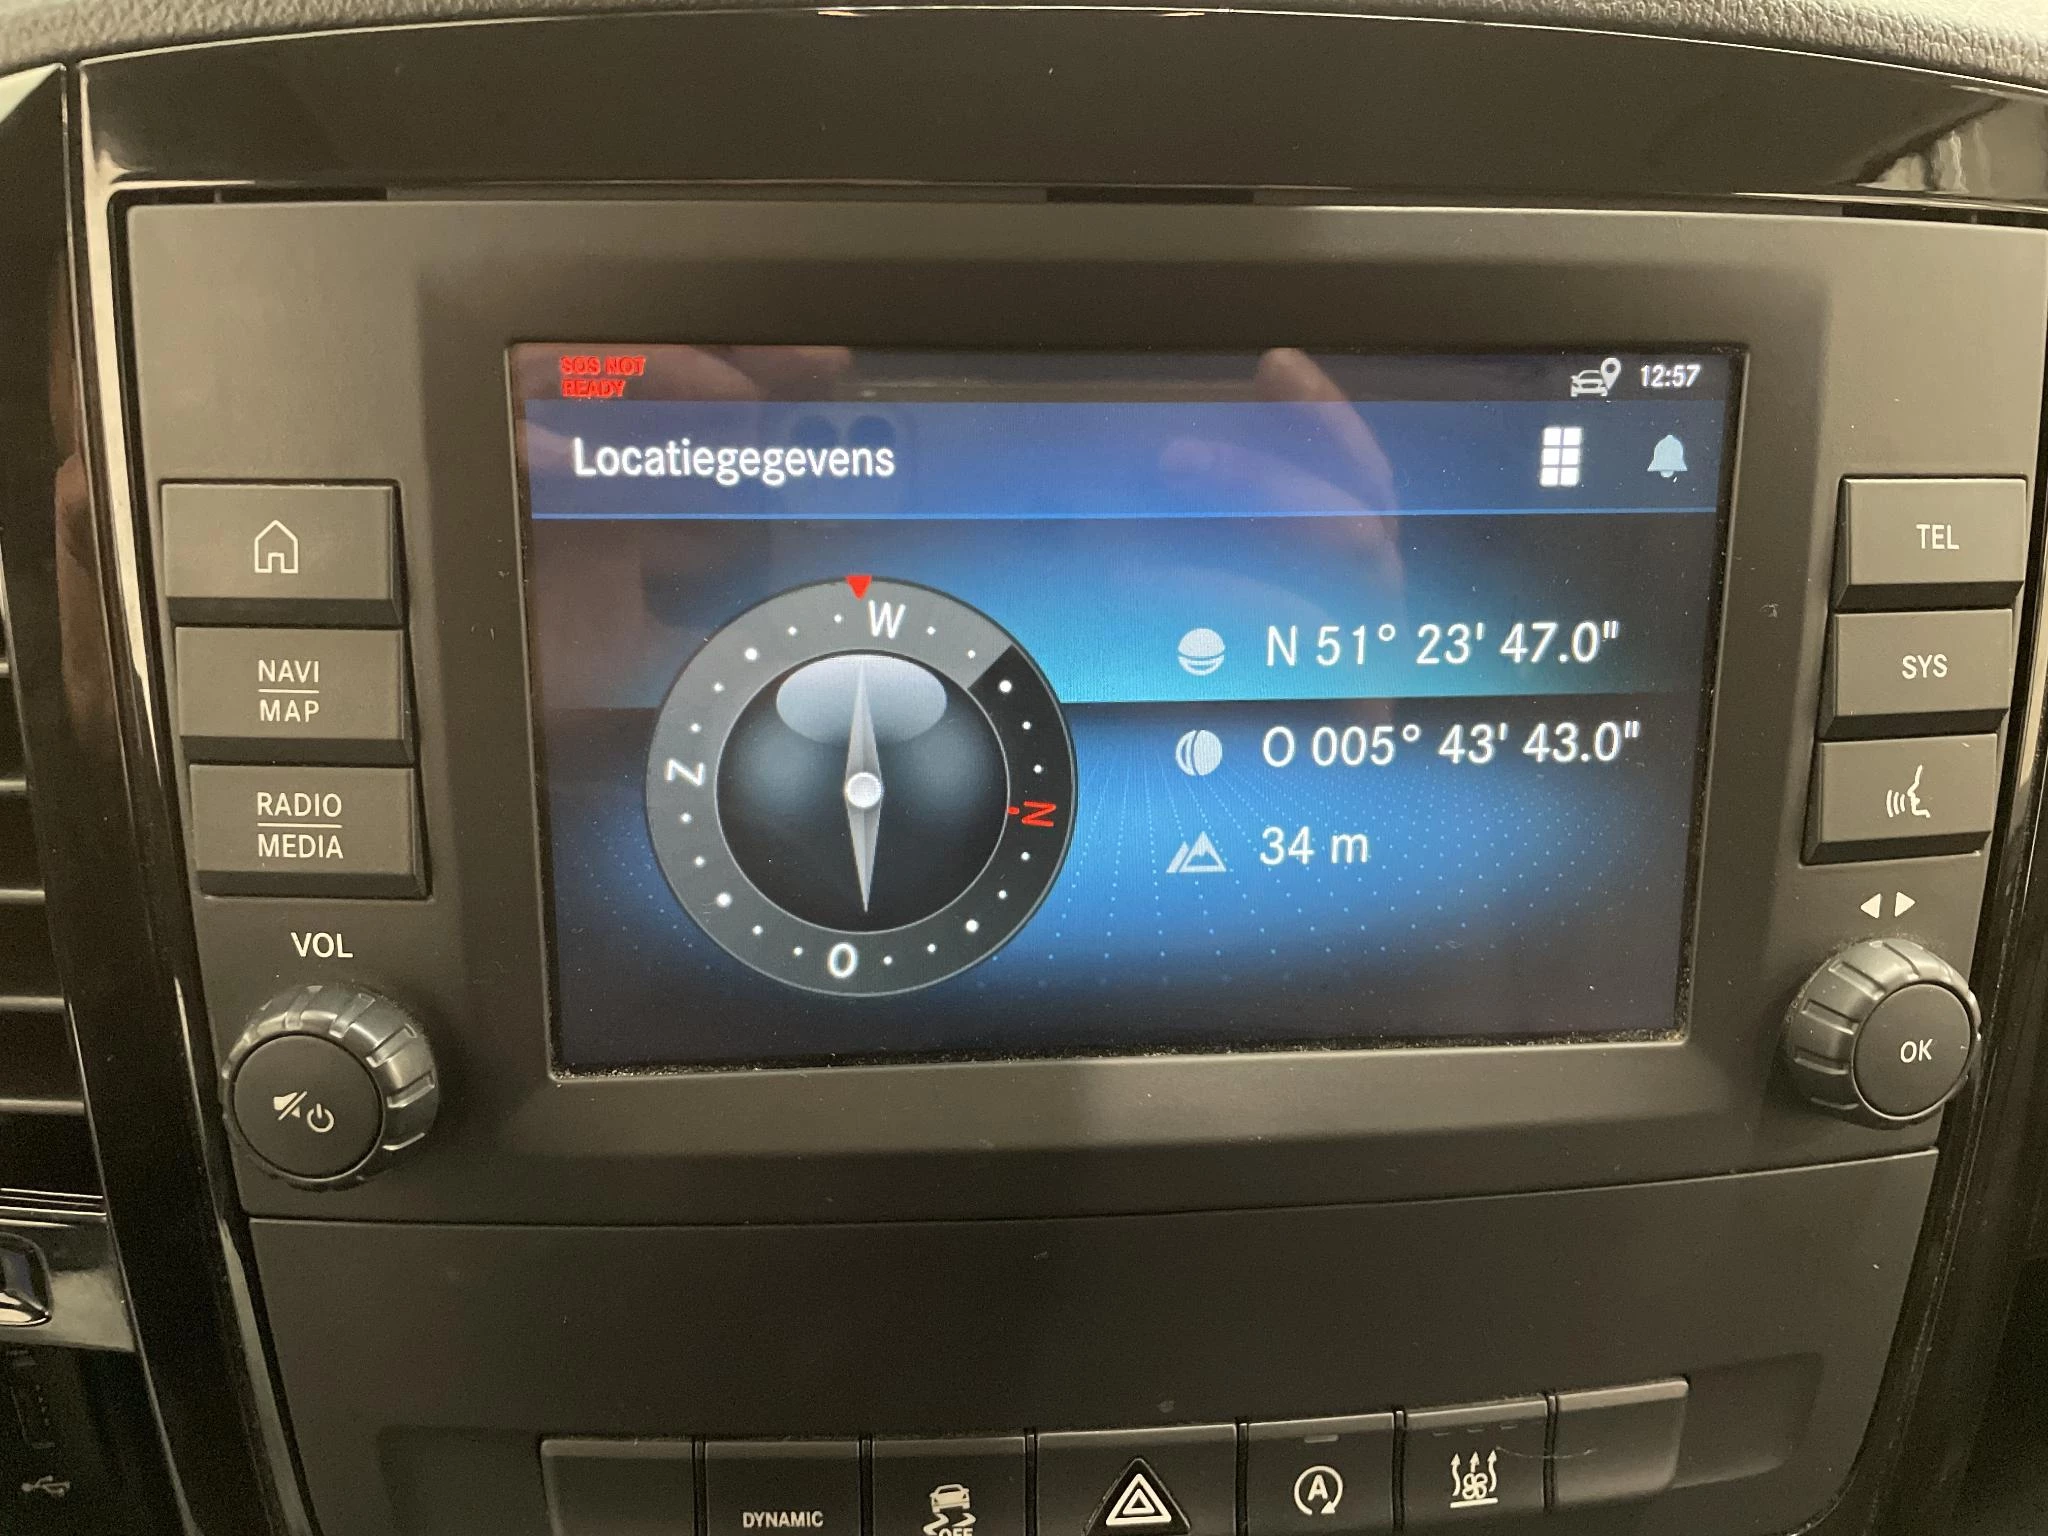 SOS NOT
READY
12:57
Locatiegegevens
W
Z
N
O
N 51° 23' 47.0"
O 005° 43' 43.0"
34 m
NAVI
MAP
RADIO
MEDIA
VOL
TEL
SYS
OK
DYNAMIC
OFF
A